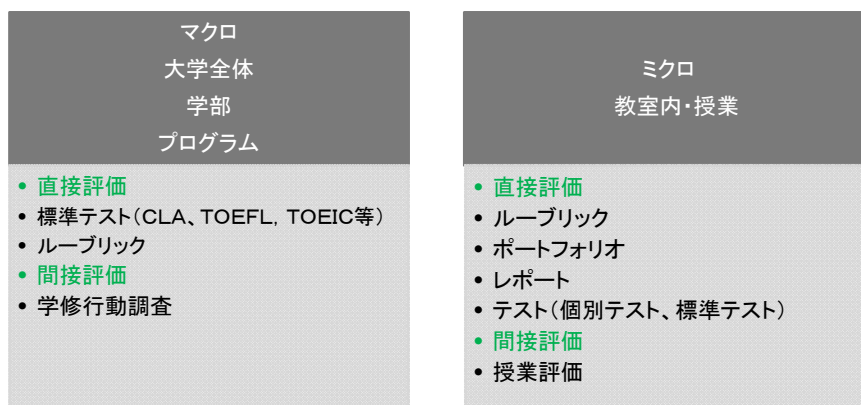 マクロ
大学全体
学部
プログラム
• 直接評価
• 標準テスト(CLA、TOEFL, TOEIC等)
• ルーブリック
• 間接評価
• 学修行動調査
ミクロ
教室内・授業
• 直接評価
• ルーブリック
• ポートフォリオ
• レポート
• テスト(個別テスト、標準テスト)
• 間接評価
• 授業評価